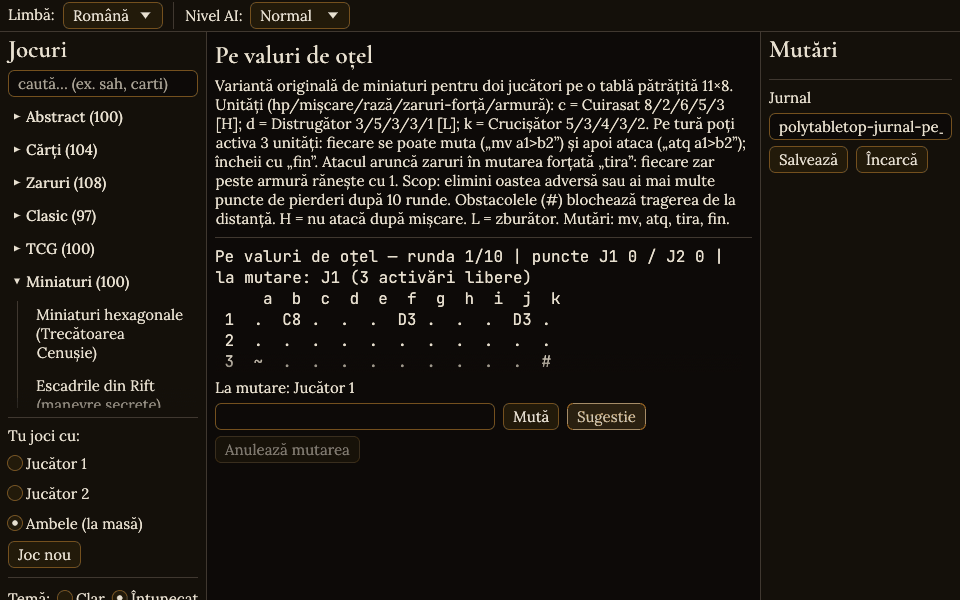 Limbă: Română ▼ Nivel AI: Normal ▼
Jocuri
caută… (ex. sah, carti)
▸ Abstract (100)
▸ Cărți (104)
▸ Zaruri (108)
▸ Clasic (97)
▸ TCG (100)
▾ Miniaturi (100)
Miniaturi hexagonale
(Trecătoarea
Cenușie)
Escadrile din Rift
(manevre secrete)
Tu joci cu:
Jucător 1
Jucător 2
Ambele (la masă)
Joc nou
Temă: Clar Întunecat
Pe valuri de oțel
Variantă originală de miniaturi pentru doi jucători pe o tablă pătrățită 11×8.
Unități (hp/mișcare/rază/zaruri-forță/armură): c = Cuirasat 8/2/6/5/3
[H]; d = Distrugător 3/5/3/3/1 [L]; k = Crucișător 5/3/4/3/2. Pe tură poți
activa 3 unități: fiecare se poate muta („mv a1>b2”) și apoi ataca („atq a1>b2”);
închei cu „fin”. Atacul aruncă zaruri în mutarea forțată „tira”: fiecare zar
peste armură rănește cu 1. Scop: elimini oastea adversă sau ai mai multe
puncte de pierderi după 10 runde. Obstacolele (#) blochează tragerea de la
distanță. H = nu atacă după mișcare. L = zburător. Mutări: mv, atq, tira, fin.
Pe valuri de oțel — runda 1/10 | puncte J1 0 / J2 0 |
la mutare: J1 (3 activări libere)
a b c d e f g h i j k
1 . C8 . . . D3 . . . D3 .
2 . . . . . . . . . . .
3 ~ . . . . . . . . . #
La mutare: Jucător 1
Mută Sugestie
Anulează mutarea
Mutări
Jurnal
polytabletop-jurnal-pe_
Salvează Încarcă